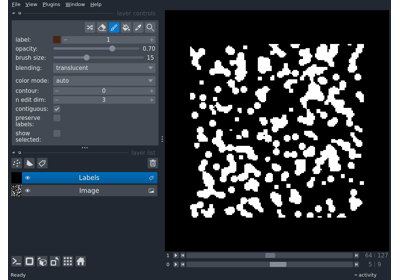 File View Plugins Window Help
layer controls
label: 1
opacity: 0.70
brush size: 15
blending: translucent
color mode: auto
contour: 0
n edit dim: 3
contiguous:
preserve
labels:
show
selected:
layer list
Labels
Image
1 64 127
0 5 9
Ready activity